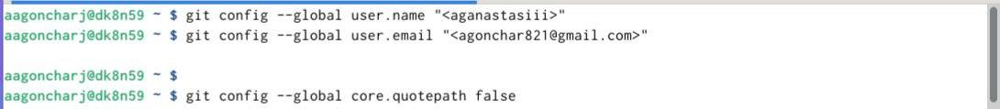 aagoncharj@dk8n59 ~ $ git config --global user.name "<aganastasiii>"
aagoncharj@dk8n59 ~ $ git config --global user.email "<agonchar821@gmail.com>"
aagoncharj@dk8n59 ~ $
aagoncharj@dk8n59 ~ $ git config --global core.quotepath false